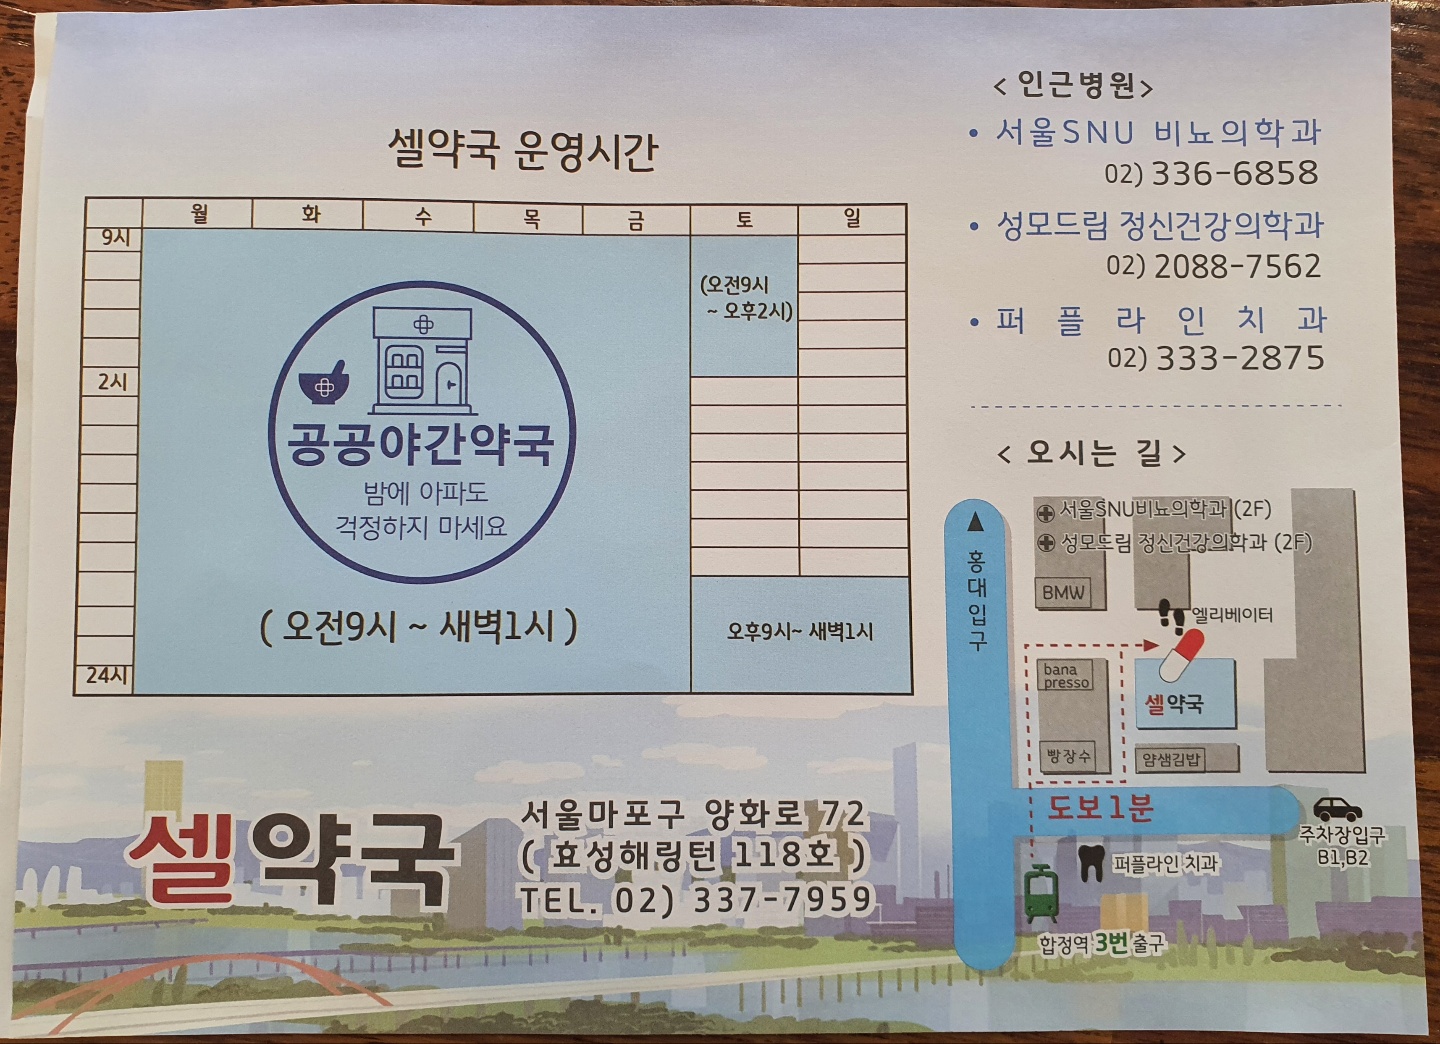 셀약국 운영시간
월 화 수 목 금 토 일
9시
2시
24시
(오전9시
~ 오후2시)
공공야간약국
밤에 아파도
걱정하지 마세요
( 오전9시 ~ 새벽1시 )
오후9시~ 새벽1시
셀약국
서울마포구 양화로 72
( 효성해링턴 118호 )
TEL. 02) 337-7959
< 인근병원>
• 서울SNU 비뇨의학과
02) 336-6858
• 성모드림 정신건강의학과
02) 2088-7562
• 퍼플라인치과
02) 333-2875
< 오시는 길 >
서울SNU비뇨의학과 (2F)
성모드림 정신건강의학과 (2F)
▲ 홍대입구
BMW
엘리베이터
bana
presso
셀약국
빵장수
얌샘김밥
도보1분
주차장입구
B1,B2
퍼플라인 치과
합정역 3번 출구